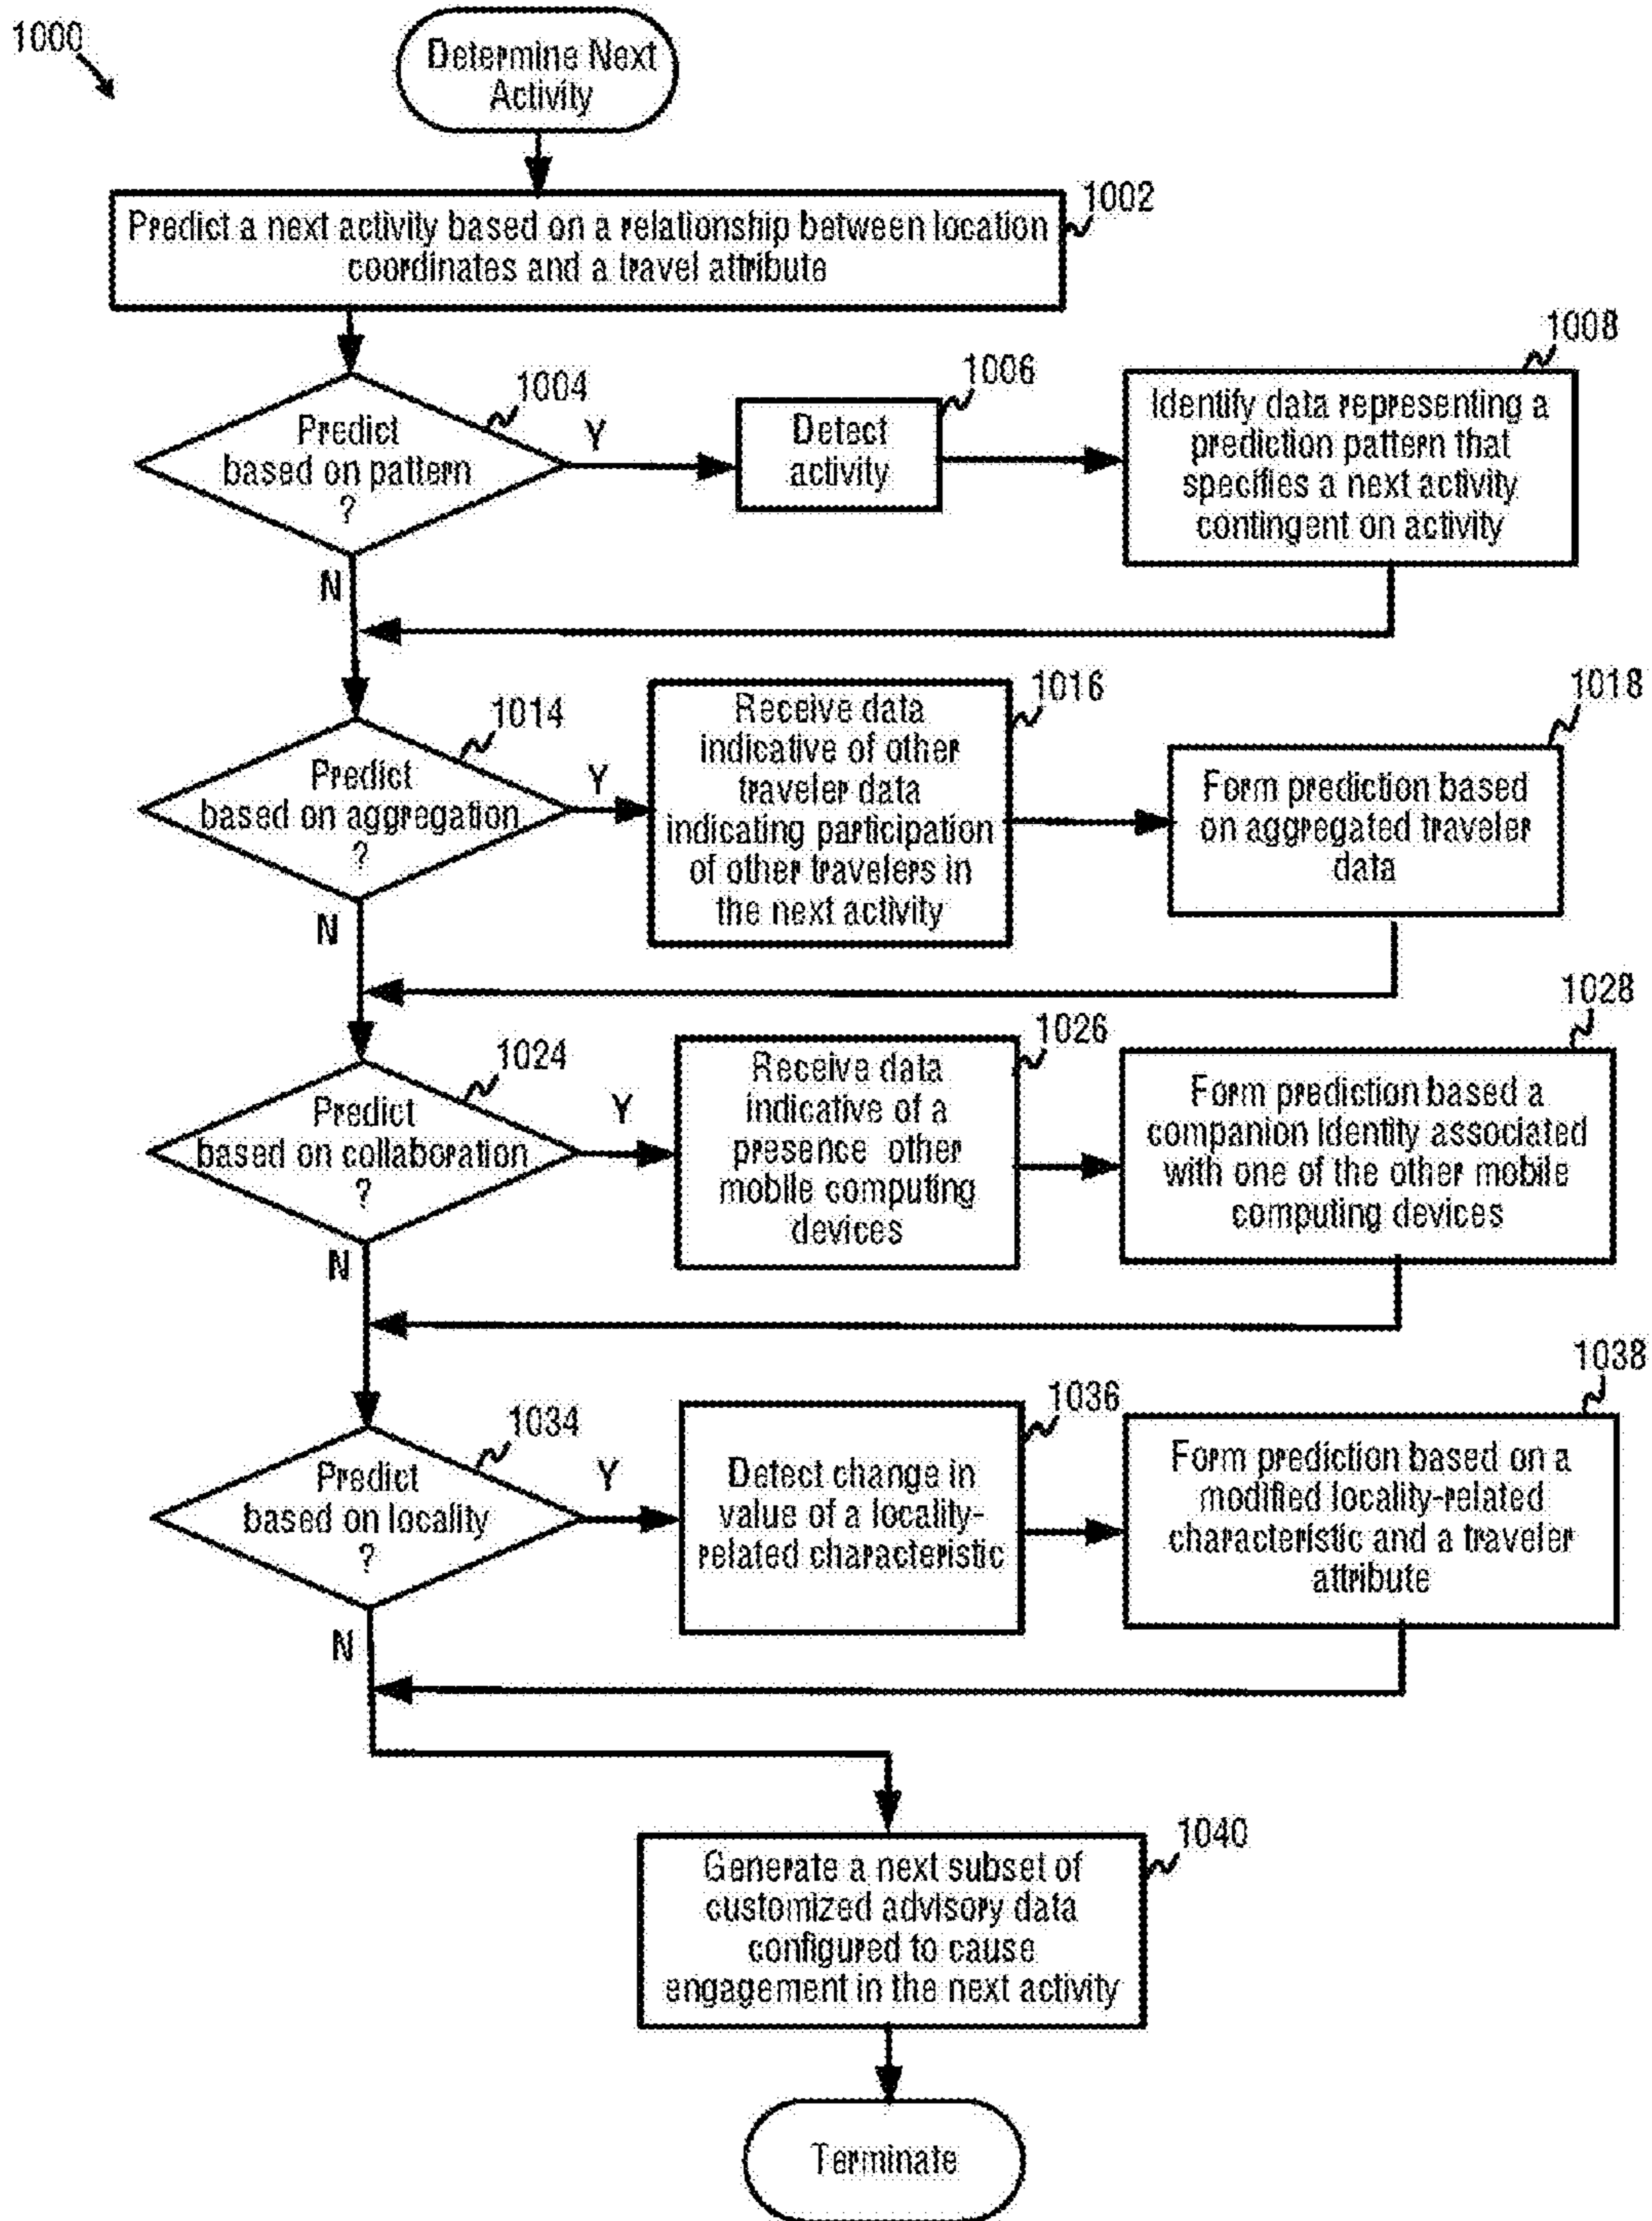 1000
Determine Next
Activity
1002
Predict a next activity based on a relationship between location
coordinates and a travel attribute
1004
Predict
based on pattern
?
Y
N
1006
Detect
activity
1008
Identify data representing a
prediction pattern that
specifies a next activity
contingent on activity
1014
Predict
based on aggregation
?
Y
N
1016
Receive data
indicative of other
traveler data
indicating participation
of other travelers in
the next activity
1018
Form prediction based
on aggregated traveler
data
1024
Predict
based on collaboration
?
Y
N
1026
Receive data
indicative of a
presence other
mobile computing
devices
1028
Form prediction based a
companion identity associated
with one of the other mobile
computing devices
1034
Predict
based on locality
?
Y
N
1036
Detect change in
value of a locality-
related characteristic
1038
Form prediction based on a
modified locality-related
characteristic and a traveler
attribute
1040
Generate a next subset of
customized advisory data
configured to cause
engagement in the next activity
Terminate